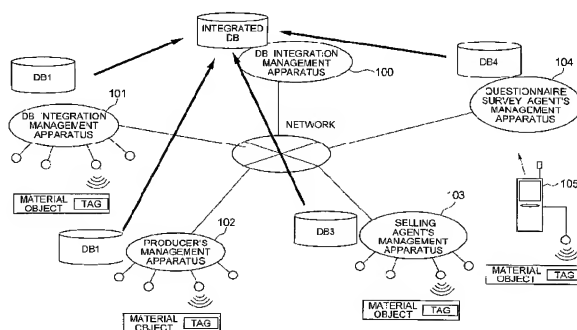 INTEGRATED
DB
DB INTEGRATION
MANAGEMENT
APPARATUS
100
DB1
101
DB INTEGRATION
MANAGEMENT
APPARATUS
MATERIAL
OBJECT
TAG
NETWORK
DB4
104
QUESTIONNAIRE
SURVEY AGENT'S
MANAGEMENT
APPARATUS
105
MATERIAL
OBJECT
TAG
DB1
102
PRODUCER'S
MANAGEMENT
APPARATUS
MATERIAL
OBJECT
TAG
DB3
103
SELLING
AGENT'S
MANAGEMENT
APPARATUS
MATERIAL
OBJECT
TAG